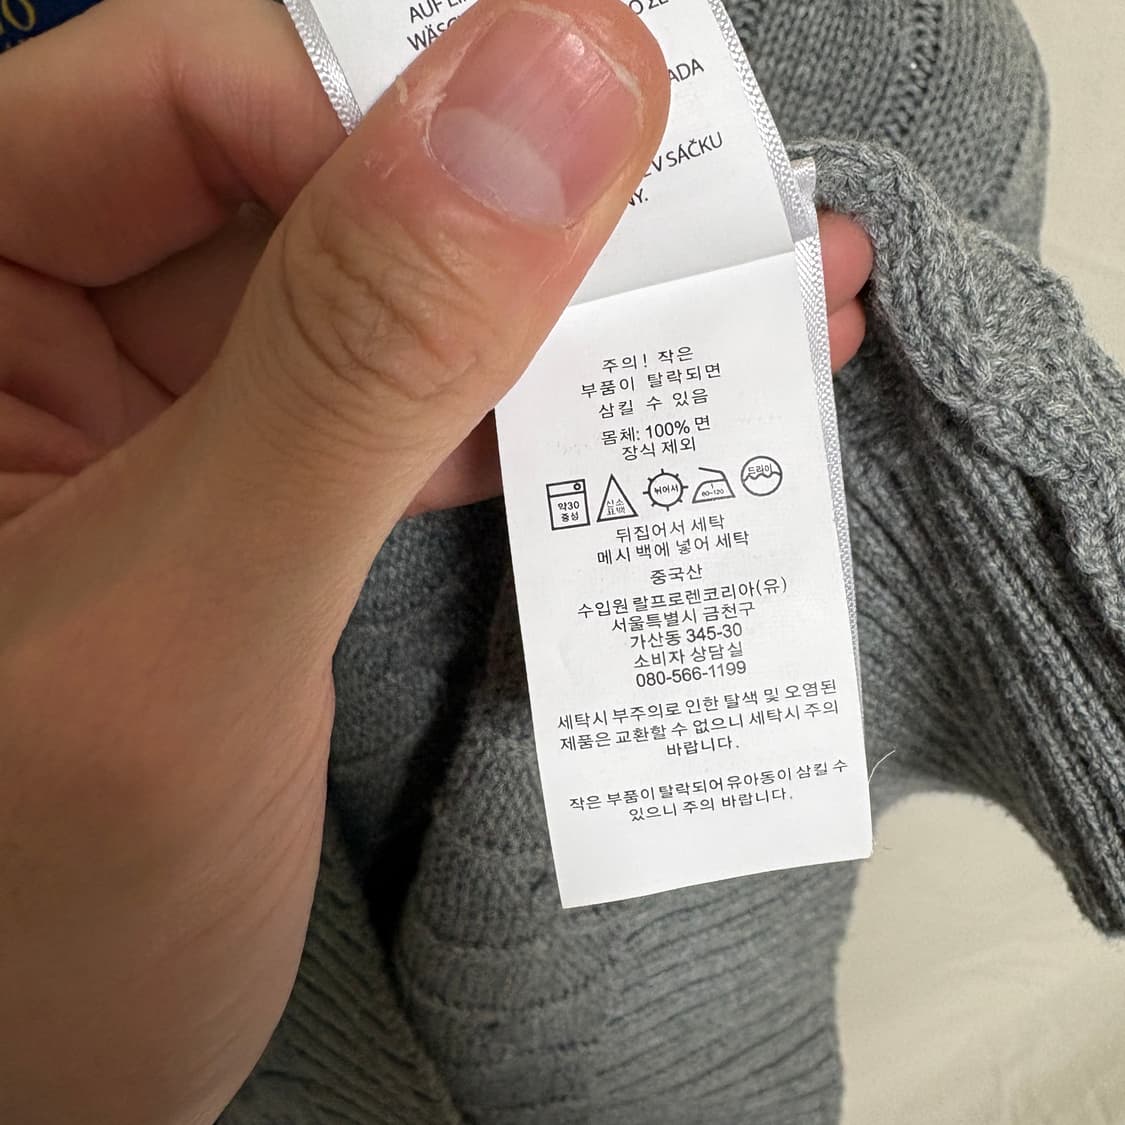 AUF LI
WÄSC
ADA
EV SÁČKU
NY.
주의! 작은
부품이 탈락되면
삼킬 수 있음
몸체: 100% 면
장식 제외
약30
중성
산소
표백
뉘어서
80-120
드라이
뒤집어서 세탁
메시 백에 넣어 세탁
중국산
수입원 랄프로렌코리아(유)
서울특별시 금천구
가산동 345-30
소비자 상담실
080-566-1199
세탁시 부주의로 인한 탈색 및 오염된
제품은 교환할 수 없으니 세탁시 주의
바랍니다.
작은 부품이 탈락되어 유아동이 삼킬 수
있으니 주의 바랍니다.